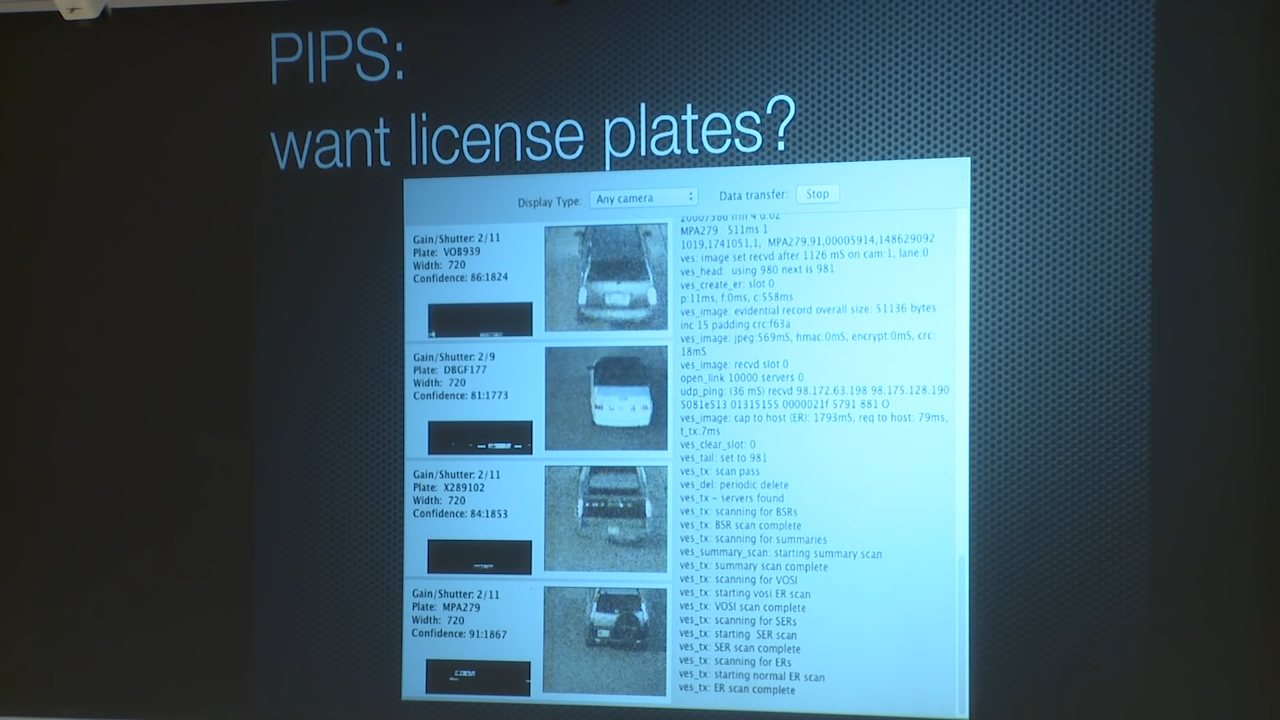 PIPS:
want license plates?
Display Type: Any camera Data transfer: Stop
Gain/Shutter: 2/11
Plate: VOB939
Width: 720
Confidence: 86:1824
Gain/Shutter: 2/9
Plate: DBGF177
Width: 720
Confidence: 81:1773
Gain/Shutter: 2/11
Plate: X289102
Width: 720
Confidence: 84:1853
Gain/Shutter: 2/11
Plate: MPA279
Width: 720
Confidence: 91:1867
MPA279 511ms 1
1019,1741051,1, MPA279,91,00005914,148629092
ves: image set recvd after 1126 mS on cam:1, lane:0
ves_head: using 980 next is 981
ves_create_er: slot 0
p:11ms, f:0ms, c:558ms
ves_image: evidential record overall size: 51136 bytes
inc 15 padding crc:f63a
ves_image: jpeg:569mS, hmac:0mS, encrypt:0mS, crc:
18mS
ves_image: recvd slot 0
open_link 10000 servers 0
udp_ping: (36 mS) recvd 98.172.63.198 98.175.128.190
5081e513 01315155 0000021f 5791 881 O
ves_image: cap to host (ER): 1793mS, req to host: 79ms,
t_tx:7ms
ves_clear_slot: 0
ves_tail: set to 981
ves_tx: scan pass
ves_del: periodic delete
ves_tx - servers found
ves_tx: scanning for BSRs
ves_tx: BSR scan complete
ves_tx: scanning for summaries
ves_summary_scan: starting summary scan
ves_tx: summary scan complete
ves_tx: scanning for VOSI
ves_tx: starting vosi ER scan
ves_tx: VOSI scan complete
ves_tx: scanning for SERs
ves_tx: starting SER scan
ves_tx: SER scan complete
ves_tx: scanning for ERs
ves_tx: starting normal ER scan
ves_tx: ER scan complete